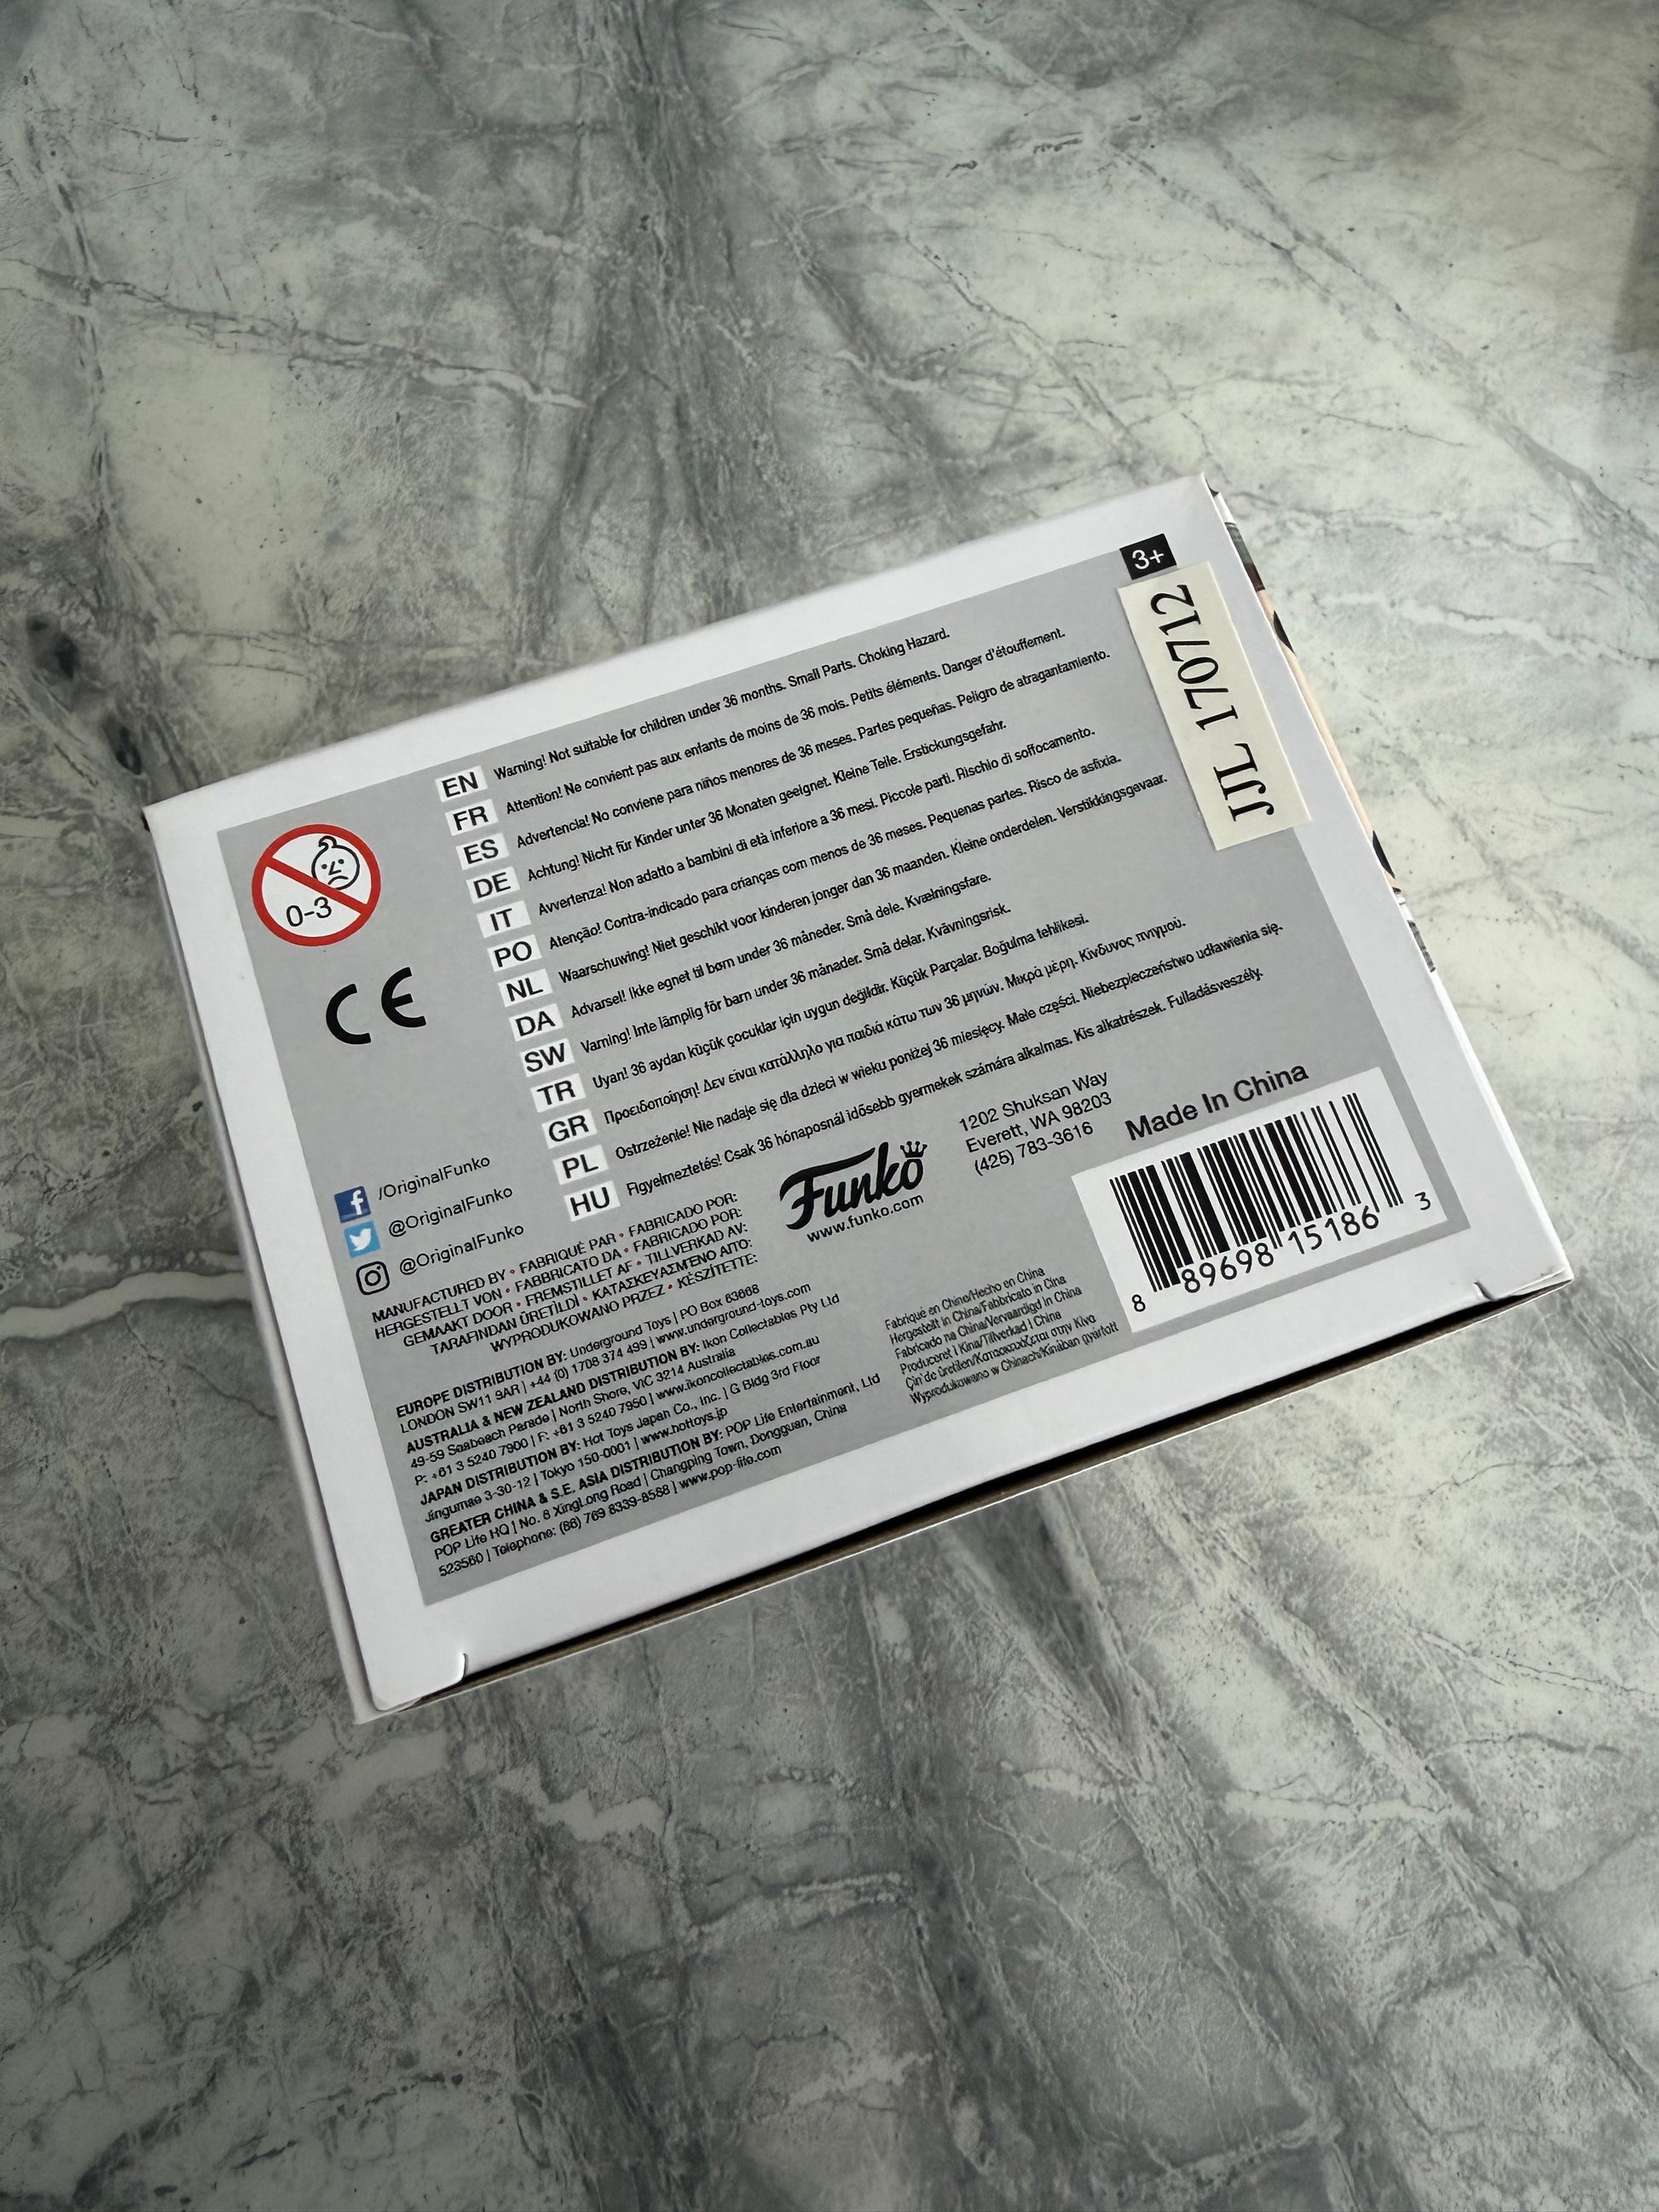 3+
JJL 170712
0-3
CE
EN Warning! Not suitable for children under 36 months. Small Parts. Choking Hazard.
FR Attention! Ne convient pas aux enfants de moins de 36 mois. Petits éléments. Danger d'étouffement.
ES Advertencia! No conviene para niños menores de 36 meses. Partes pequeñas. Peligro de atragantamiento.
DE Achtung! Nicht für Kinder unter 36 Monaten geeignet. Kleine Teile. Erstickungsgefahr.
IT Avvertenza! Non adatto a bambini di età inferiore a 36 mesi. Piccole parti. Rischio di soffocamento.
PO Atenção! Contra-indicado para crianças com menos de 36 meses. Pequenas partes. Risco de asfixia.
NL Waarschuwing! Niet geschikt voor kinderen jonger dan 36 maanden. Kleine onderdelen. Verstikkingsgevaar.
DA Advarsel! Ikke egnet til børn under 36 måneder. Små dele. Kvælningsfare.
SW Varning! Inte lämplig för barn under 36 månader. Små delar. Kvävningsrisk.
TR Uyarı! 36 aydan küçük çocuklar için uygun değildir. Küçük Parçalar. Boğulma tehlikesi.
GR Προειδοποίηση! Δεν είναι κατάλληλο για παιδιά κάτω των 36 μηνών. Μικρά μέρη. Κίνδυνος πνιγμού.
PL Ostrzeżenie! Nie nadaje się dla dzieci w wieku poniżej 36 miesięcy. Małe części. Niebezpieczeństwo udławienia się.
HU Figyelmeztetés! Csak 36 hónaposnál idősebb gyermekek számára alkalmas. Kis alkatrészek. Fulladásveszély.
/OriginalFunko
@OriginalFunko
@OriginalFunko
MANUFACTURED BY • FABRIQUÉ PAR • FABRICADO POR:
HERGESTELLT VON • FABBRICATO DA • FABRICADO POR:
GEMAAKT DOOR • FREMSTILLET AF • TILLVERKAD AV:
TARAFINDAN ÜRETİLDİ • ΚΑΤΑΣΚΕΥΑΣΜΈΝΟ ΑΠΌ:
WYPRODUKOWANO PRZEZ • KÉSZÍTETTE:
Funko
www.funko.com
1202 Shuksan Way
Everett, WA 98203
(425) 783-3616
Made In China
8 89698 15186 3
EUROPE DISTRIBUTION BY: Underground Toys | PO Box 63668
LONDON SW11 9AR | +44 (0) 1708 374 499 | www.underground-toys.com
AUSTRALIA & NEW ZEALAND DISTRIBUTION BY: Ikon Collectables Pty Ltd
49-59 Seabeach Parade | North Shore, VIC 3214 Australia
P: +61 3 5240 7900 | F: +61 3 5240 7950 | www.ikoncollectables.com.au
JAPAN DISTRIBUTION BY: Hot Toys Japan Co., Inc. | G Bldg 3rd Floor
Jingumae 3-30-12 | Tokyo 150-0001 | www.hottoys.jp
GREATER CHINA & S.E. ASIA DISTRIBUTION BY: POP Life Entertainment, Ltd
POP Life HQ | No. 8 XingLong Road | Changping Town, Dongguan, China
523560 | Telephone: (86) 769 8339-8588 | www.pop-life.com
Fabriqué en Chine/Hecho en China
Hergestellt in China/Fabbricato in Cina
Fabricado na China/Vervaardigd in China
Produceret i Kina/Tillverkad i China
Çin'de üretilen/Κατασκευάζεται στην Κίνα
Wyprodukowano w Chinach/Kínában gyártott